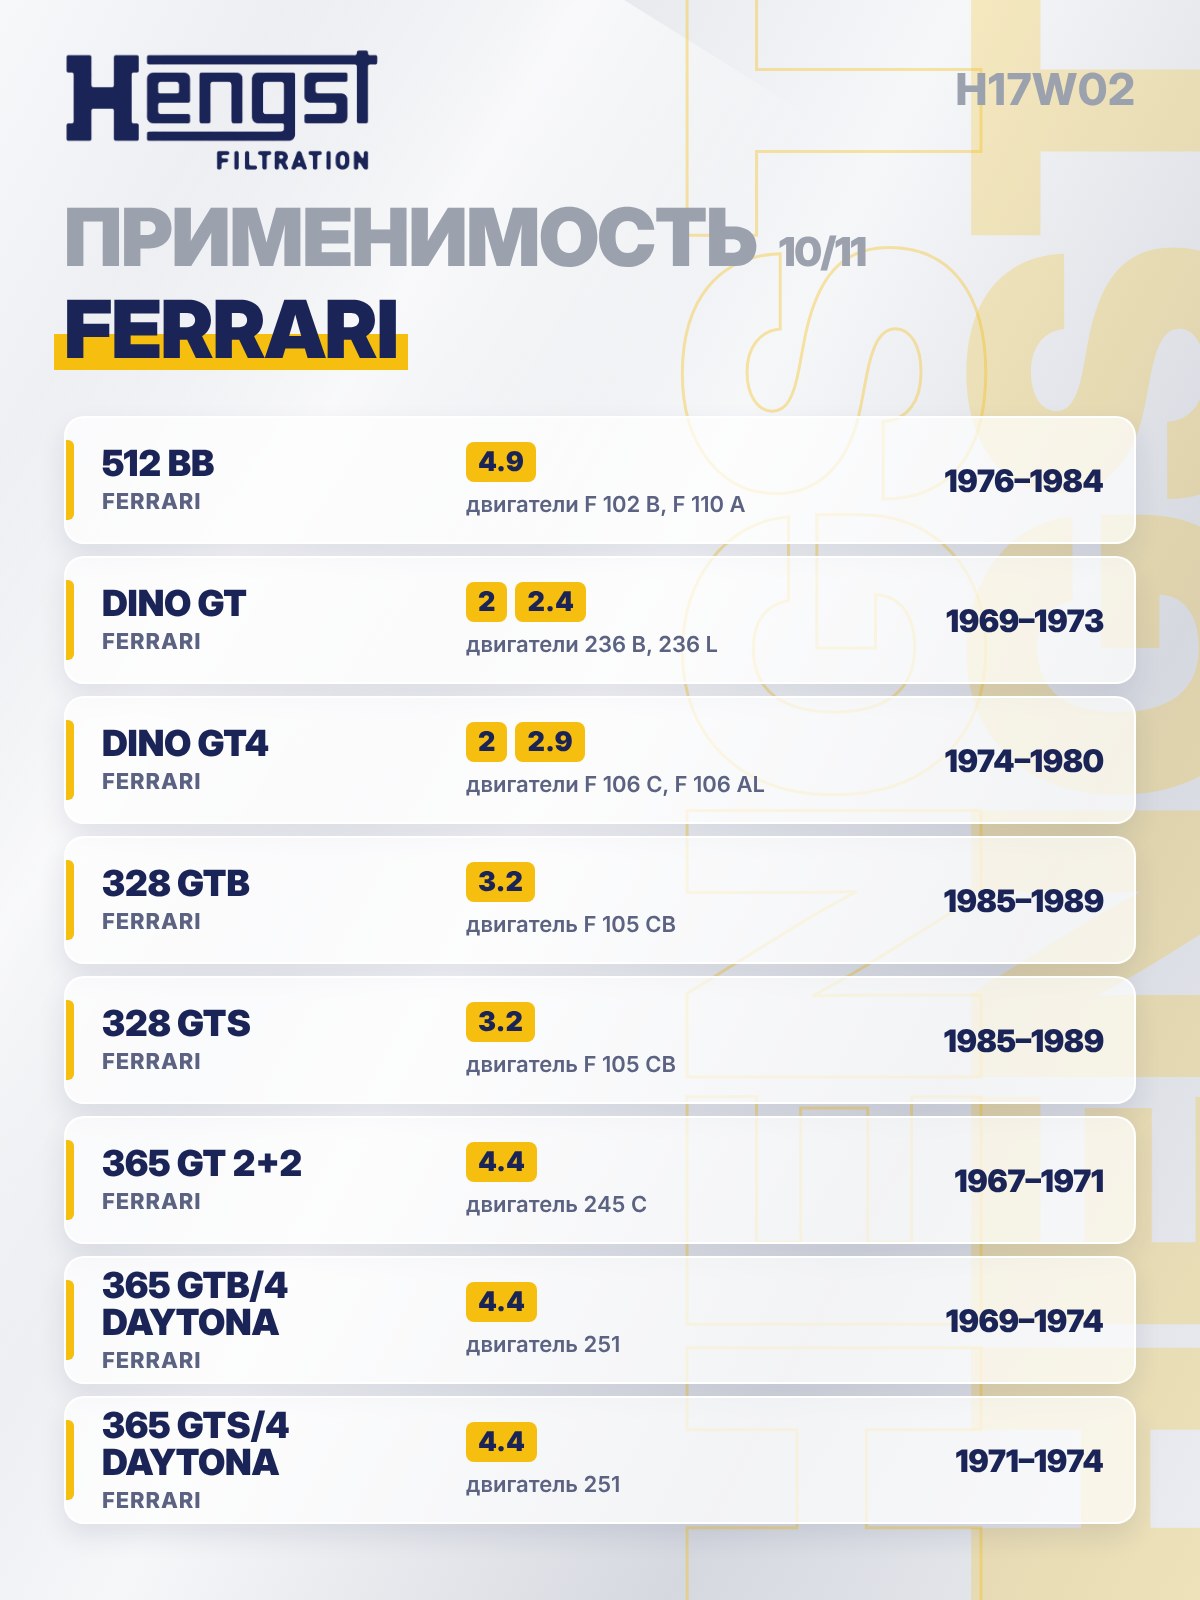 Hengst
FILTRATION
H17W02
ПРИМЕНИМОСТЬ 10/11
FERRARI
512 BB
FERRARI
4.9
двигатели F 102 B, F 110 A
1976–1984
DINO GT
FERRARI
2 2.4
двигатели 236 B, 236 L
1969–1973
DINO GT4
FERRARI
2 2.9
двигатели F 106 C, F 106 AL
1974–1980
328 GTB
FERRARI
3.2
двигатель F 105 CB
1985–1989
328 GTS
FERRARI
3.2
двигатель F 105 CB
1985–1989
365 GT 2+2
FERRARI
4.4
двигатель 245 C
1967–1971
365 GTB/4
DAYTONA
FERRARI
4.4
двигатель 251
1969–1974
365 GTS/4
DAYTONA
FERRARI
4.4
двигатель 251
1971–1974
HENGST
HENGST